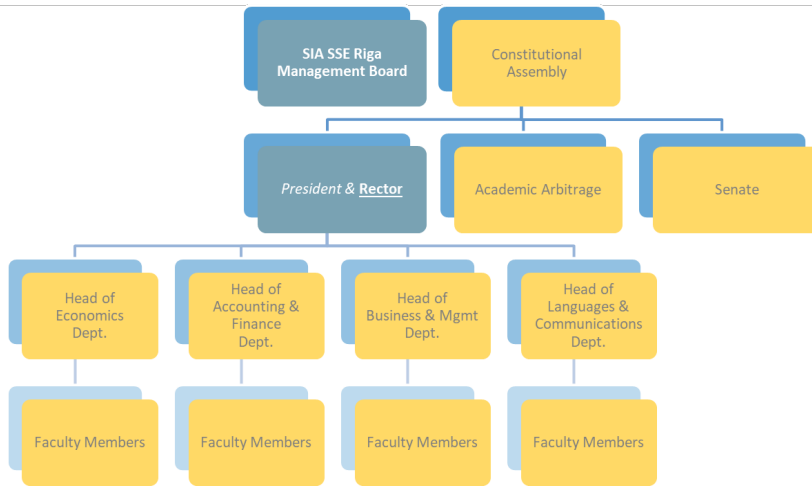 SIA SSE Riga
Management Board
Constitutional
Assembly
President & Rector
Academic Arbitrage
Senate
Head of
Economics
Dept.
Head of
Accounting &
Finance
Dept.
Head of
Business & Mgmt
Dept.
Head of
Languages &
Communications
Dept.
Faculty Members
Faculty Members
Faculty Members
Faculty Members